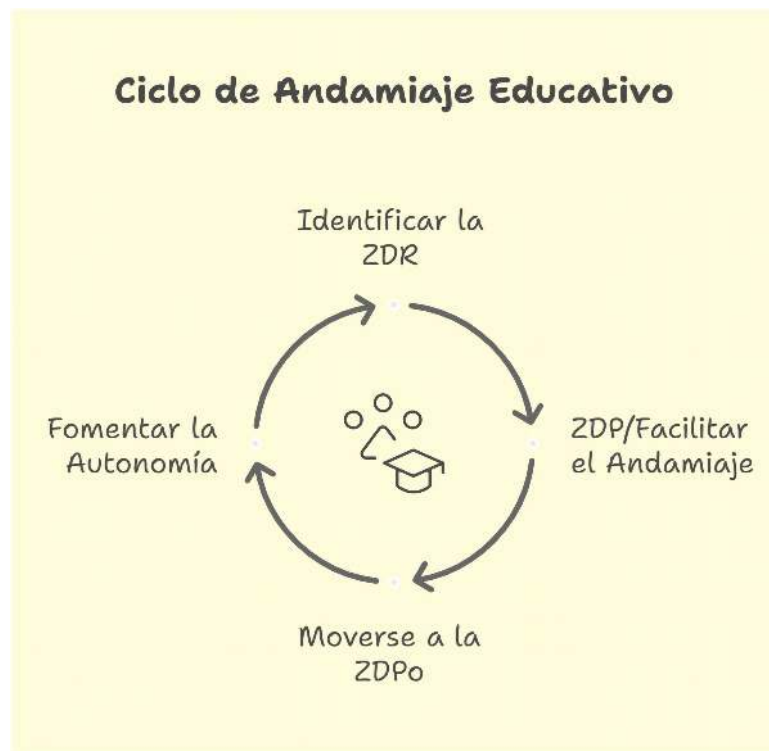 Ciclo de Andamiaje Educativo
Identificar la
ZDR
Fomentar la
Autonomía
ZDP/Facilitar
el Andamiaje
Moverse a la
ZDPo